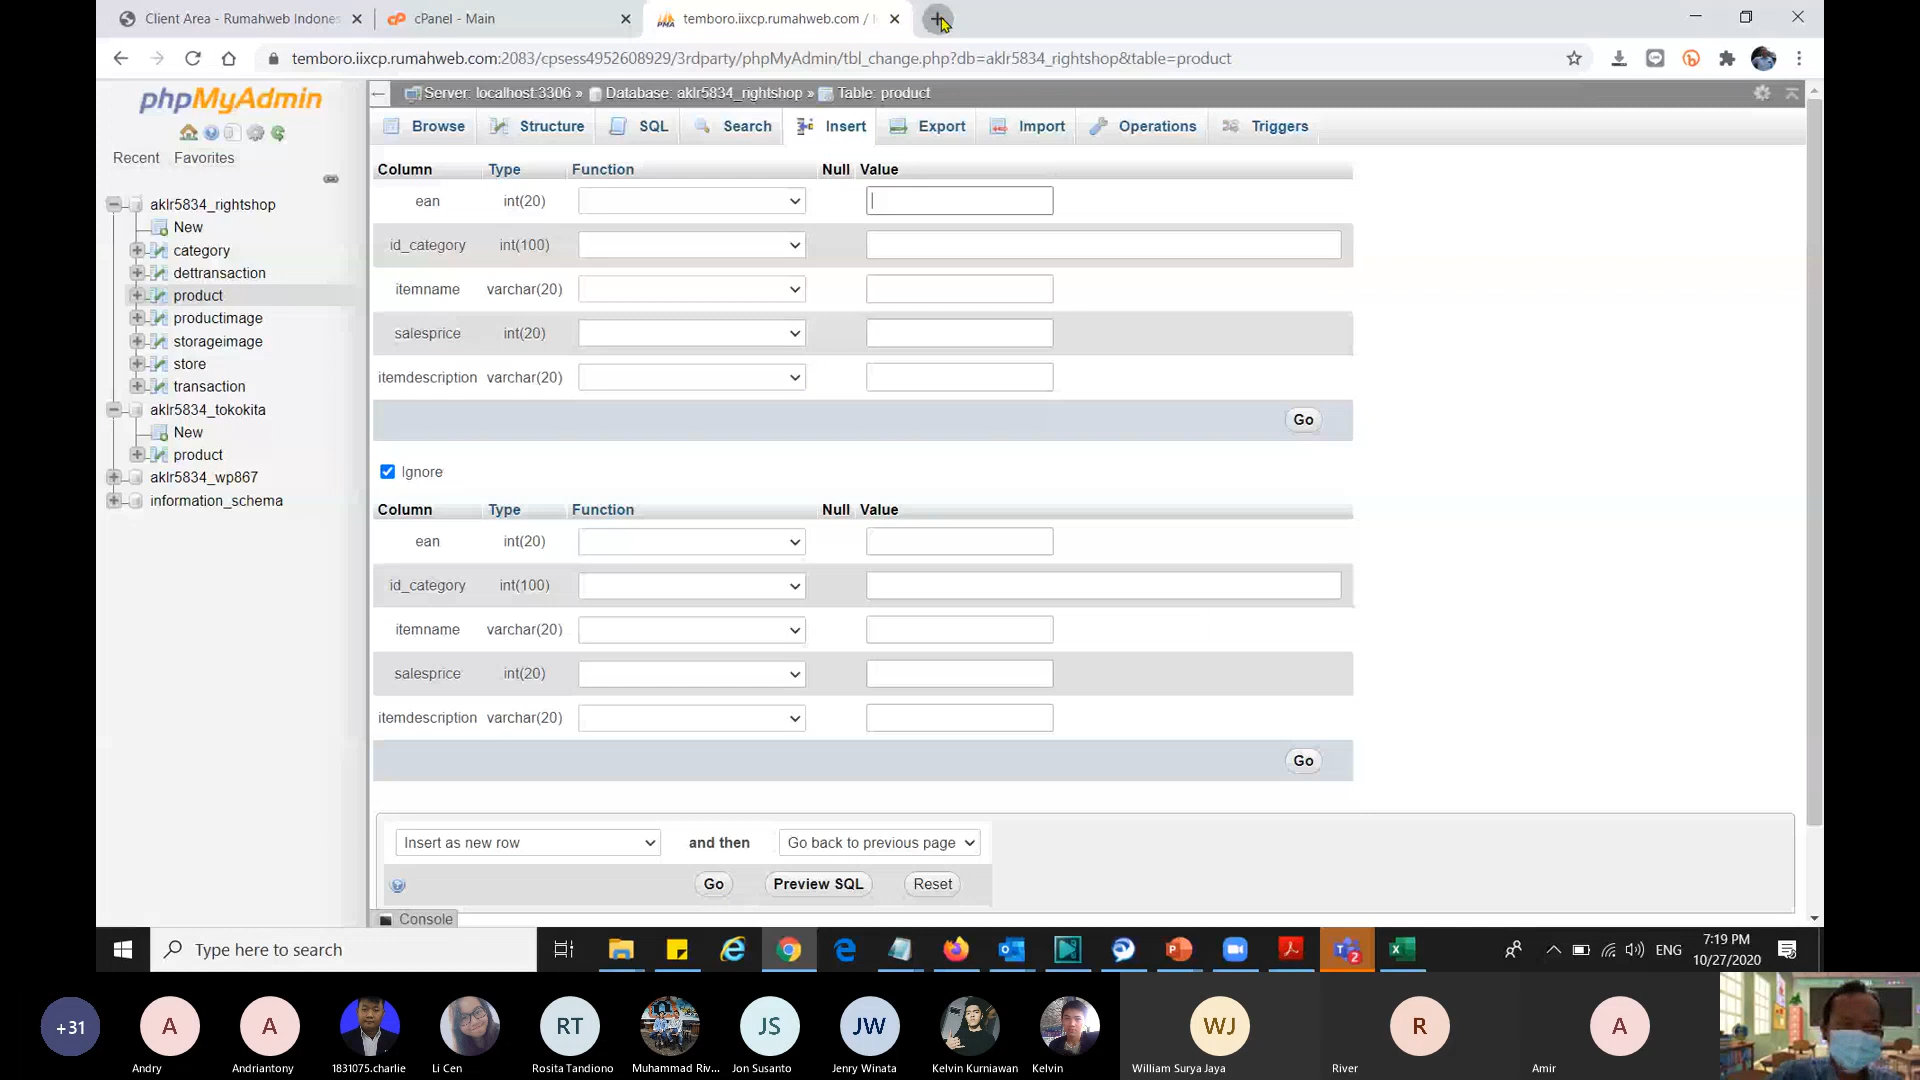 Client Area - Rumahweb Indones
cPanel - Main
PMA
temboro.iixcp.rumahweb.com /
temboro.iixcp.rumahweb.com:2083/cpsess4952608929/3rdparty/phpMyAdmin/tbl_change.php?db=aklr5834_rightshop&table=product
phpMyAdmin
Recent Favorites
aklr5834_rightshop
New
category
dettransaction
product
productimage
storageimage
store
transaction
aklr5834_tokokita
New
product
aklr5834_wp867
information_schema
Server: localhost:3306 » Database: aklr5834_rightshop » Table: product
Browse Structure SQL Search Insert Export Import Operations Triggers
Column Type Function Null Value
ean int(20)
id_category int(100)
itemname varchar(20)
salesprice int(20)
itemdescription varchar(20)
Go
Ignore
Column Type Function Null Value
ean int(20)
id_category int(100)
itemname varchar(20)
salesprice int(20)
itemdescription varchar(20)
Go
Insert as new row and then Go back to previous page
Go Preview SQL Reset
Console
Type here to search
2
ENG
7:19 PM
10/27/2020
+31 A A RT JS JW WJ R A
Andry Andriantony 1831075.charlie Li Cen Rosita Tandiono Muhammad Riv... Jon Susanto Jenry Winata Kelvin Kurniawan Kelvin William Surya Jaya River Amir